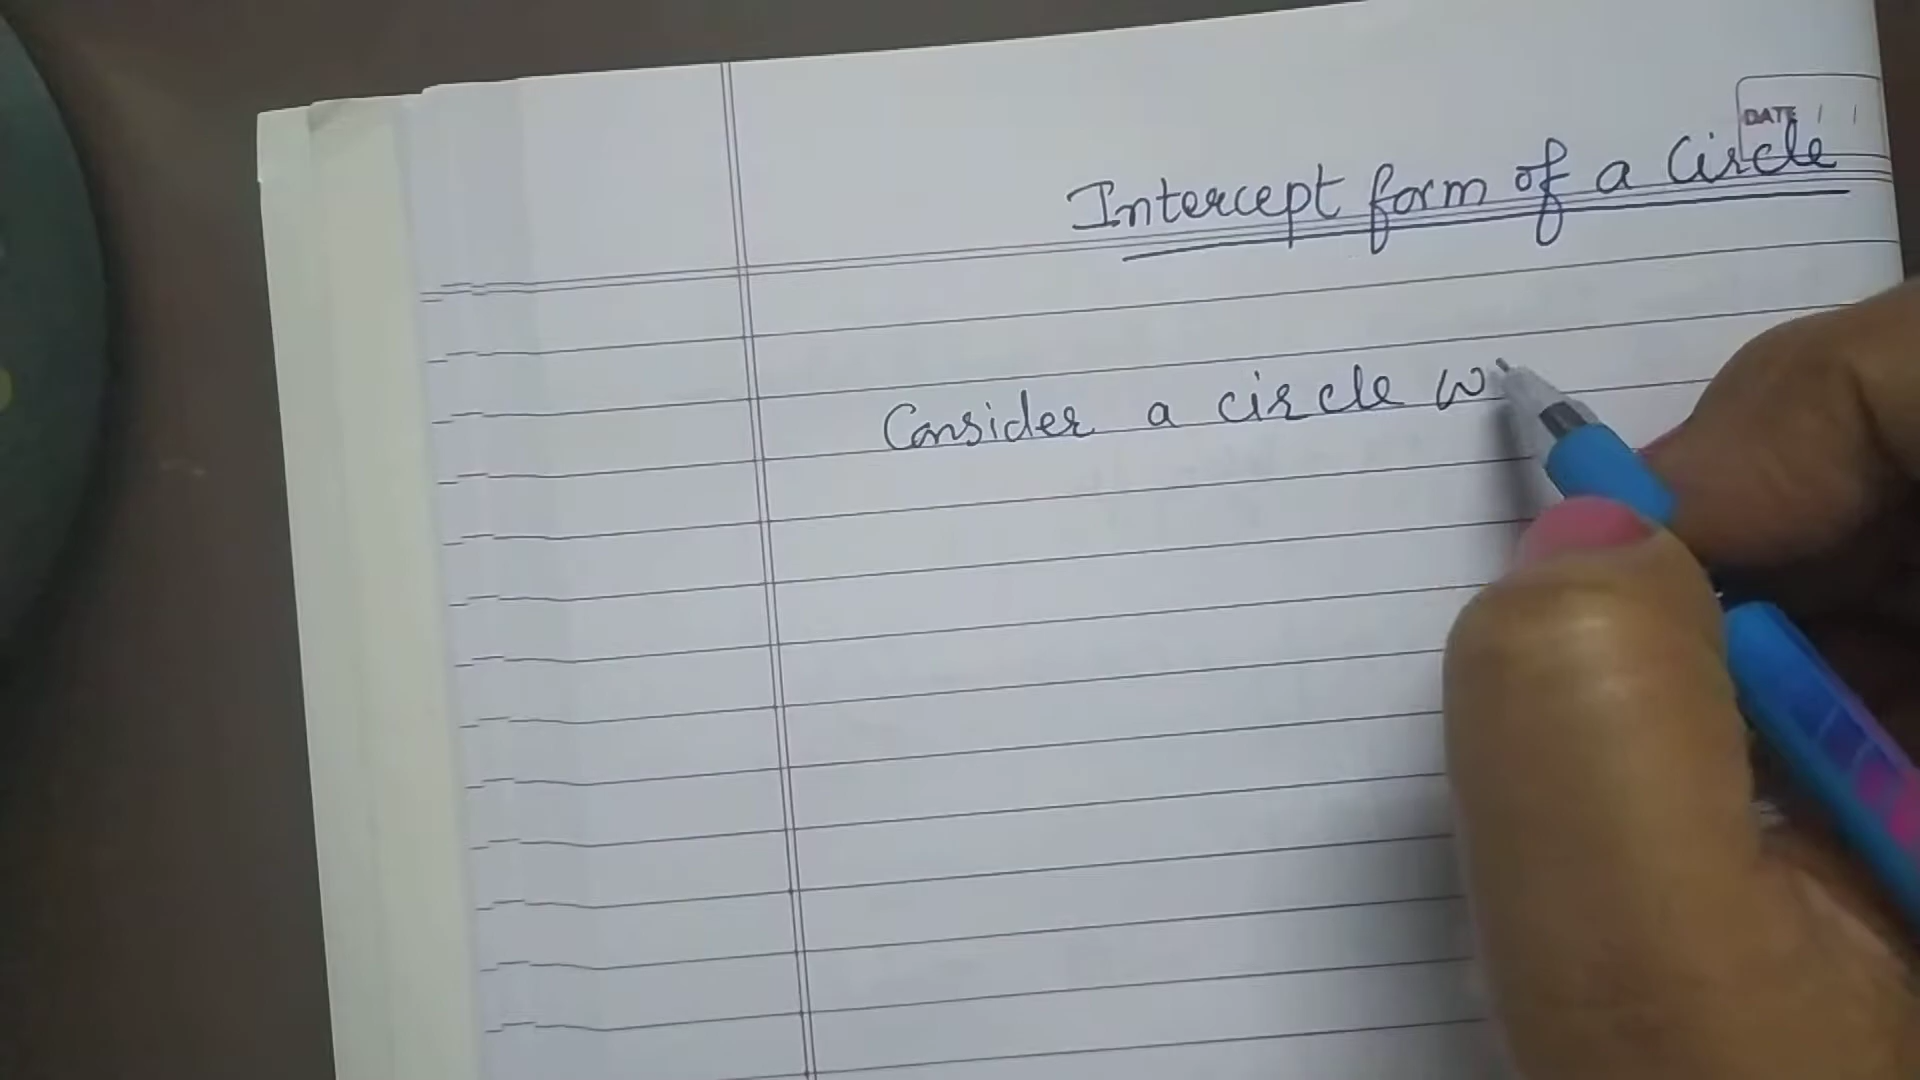 DATE / /
Intercept form of a Circle
Consider a circle w